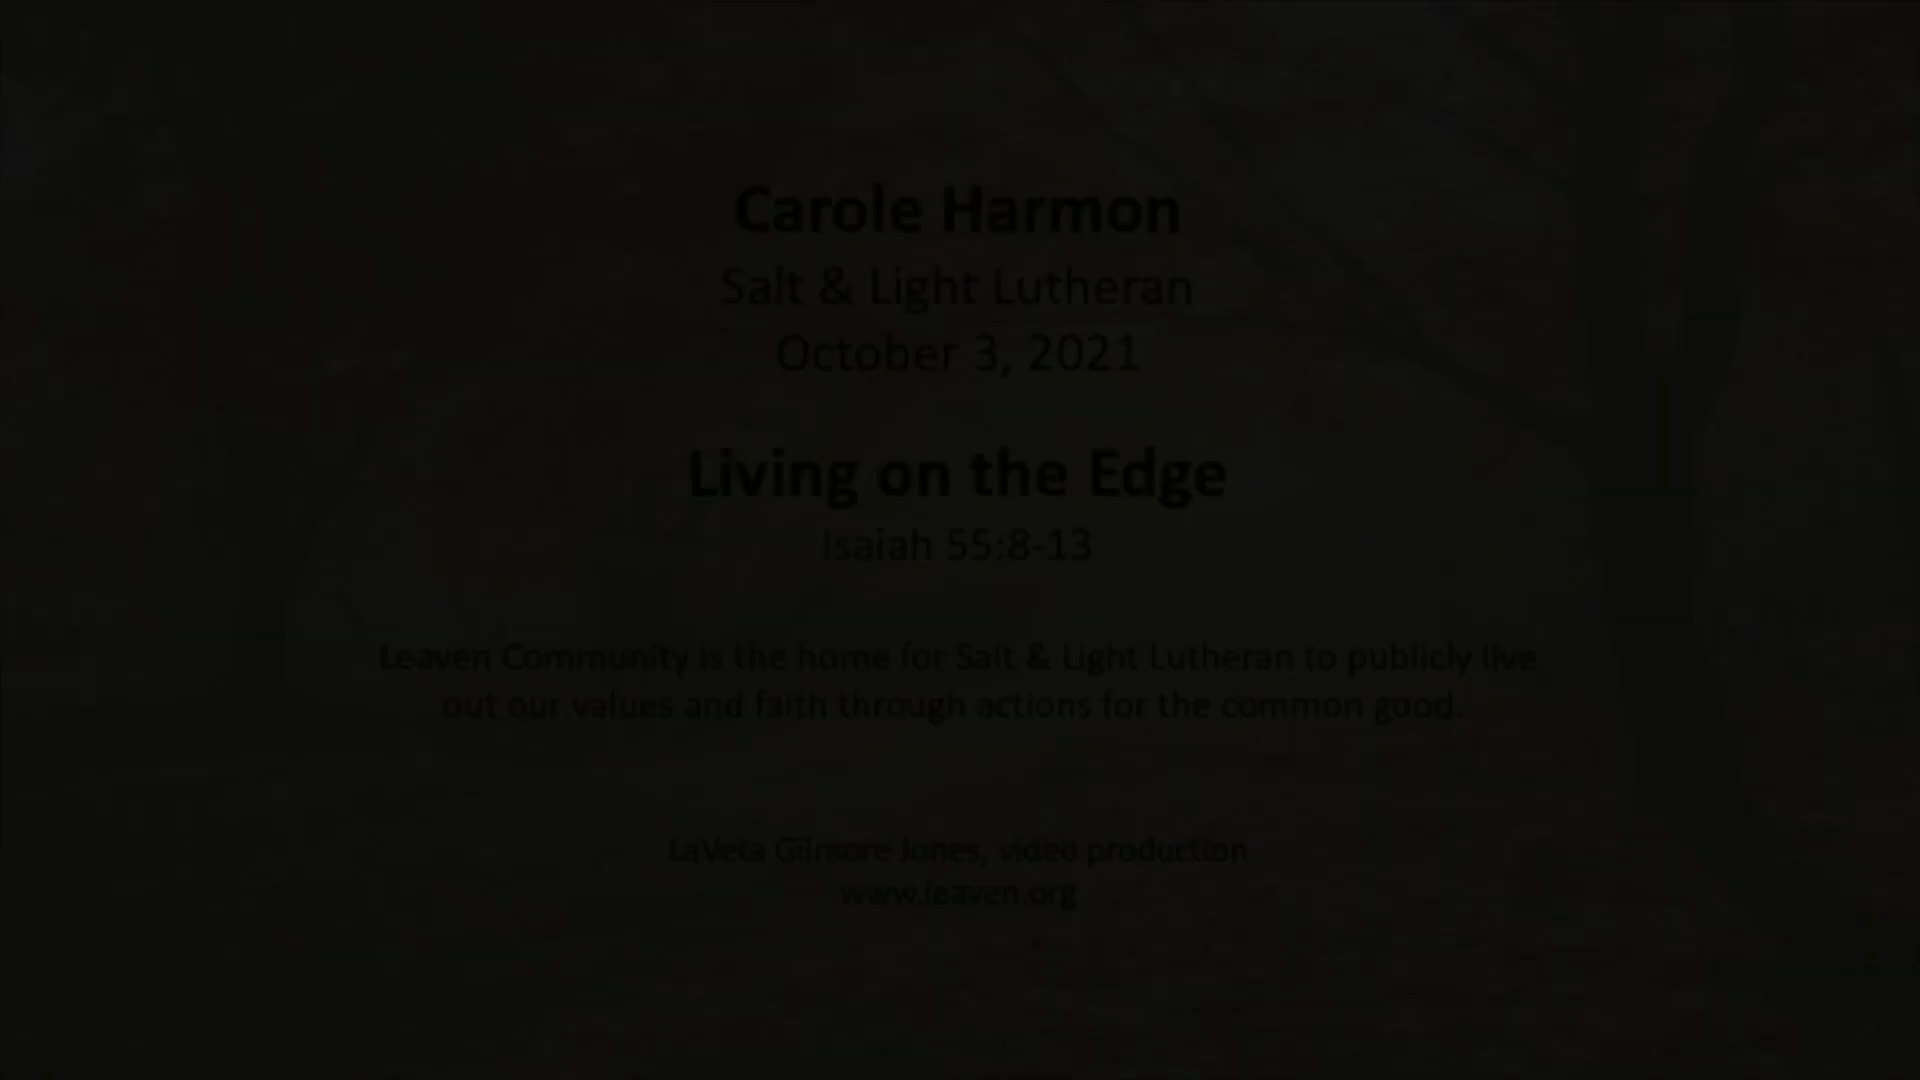 Carole Harmon
Salt & Light Lutheran
October 3, 2021
Living on the Edge
Isaiah 55:8-13
Leaven Community is the home for Salt & Light Lutheran to publicly live
out our values and faith through actions for the common good.
LaVeta Gilmore Jones, video production
www.leaven.org